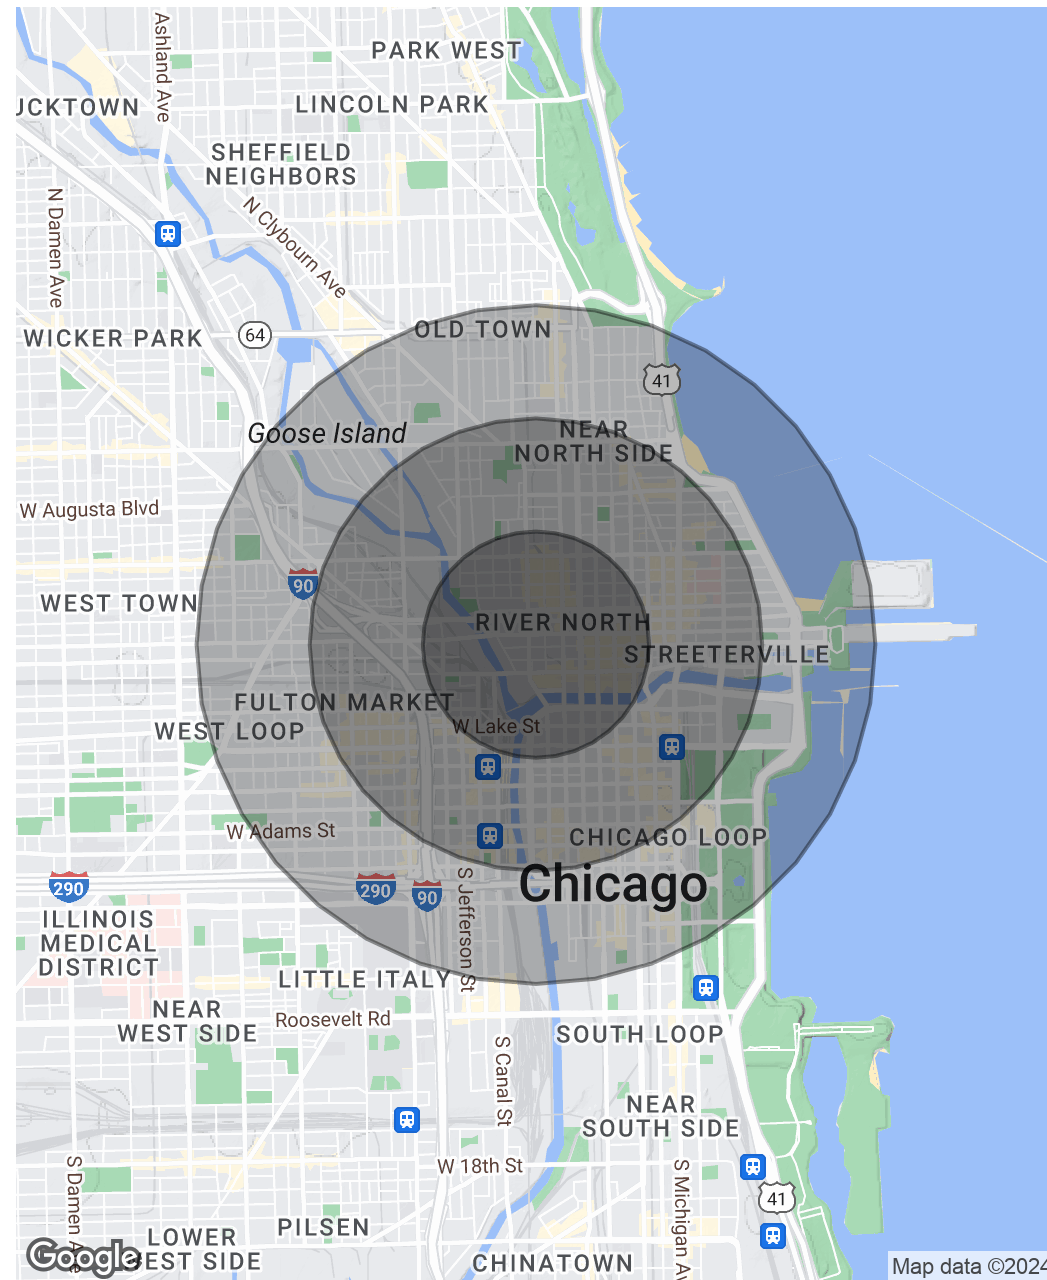 Ashland Ave
PARK WEST
UCKTOWN
LINCOLN PARK
SHEFFIELD
NEIGHBORS
N Damen Ave
N Clybourn Ave
WICKER PARK
64
OLD TOWN
41
Goose Island
NEAR
NORTH SIDE
W Augusta Blvd
90
WEST TOWN
RIVER NORTH
STREETERVILLE
FULTON MARKET
WEST LOOP
W Lake St
W Adams St
CHICAGO LOOP
Chicago
290
290
90
S Jefferson St
ILLINOIS
MEDICAL
DISTRICT
LITTLE ITALY
NEAR
WEST SIDE
Roosevelt Rd
SOUTH LOOP
S Canal St
NEAR
SOUTH SIDE
W 18th St
S Damen Ave
S Michigan Av
41
PILSEN
LOWER
WEST SIDE
CHINATOWN
Google
Map data ©2024